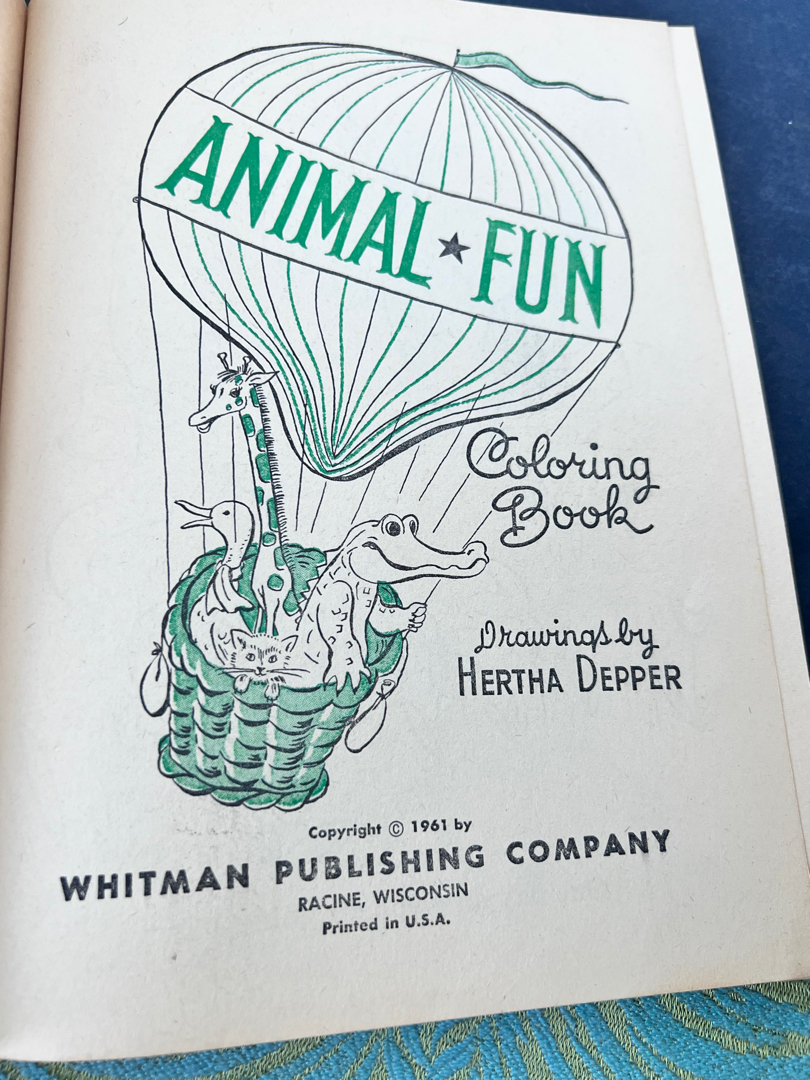 ANIMAL ★ FUN
Coloring
Book
Drawings by
HERTHA DEPPER
Copyright © 1961 by
WHITMAN PUBLISHING COMPANY
RACINE, WISCONSIN
Printed in U.S.A.